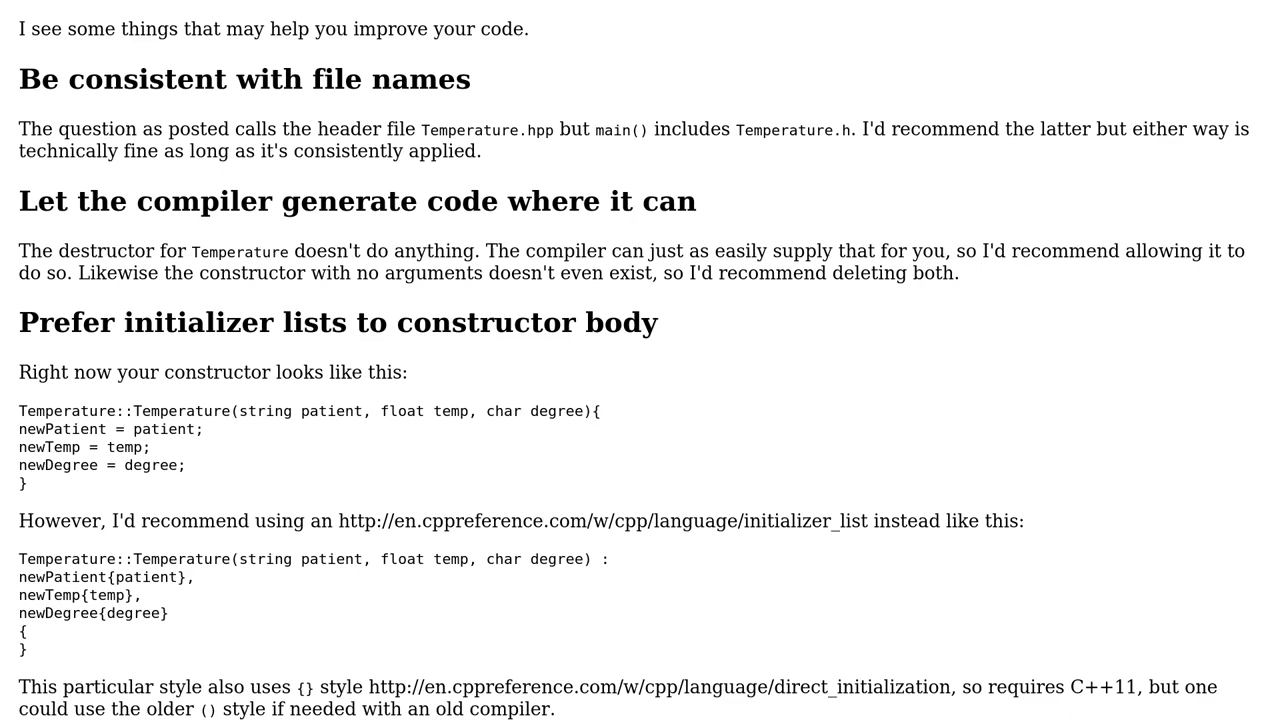 I see some things that may help you improve your code.
Be consistent with file names
The question as posted calls the header file Temperature.hpp but main() includes Temperature.h. I'd recommend the latter but either way is
technically fine as long as it's consistently applied.
Let the compiler generate code where it can
The destructor for Temperature doesn't do anything. The compiler can just as easily supply that for you, so I'd recommend allowing it to
do so. Likewise the constructor with no arguments doesn't even exist, so I'd recommend deleting both.
Prefer initializer lists to constructor body
Right now your constructor looks like this:
Temperature::Temperature(string patient, float temp, char degree){
newPatient = patient;
newTemp = temp;
newDegree = degree;
}
However, I'd recommend using an http://en.cppreference.com/w/cpp/language/initializer_list instead like this:
Temperature::Temperature(string patient, float temp, char degree) :
newPatient{patient},
newTemp{temp},
newDegree{degree}
{
}
This particular style also uses {} style http://en.cppreference.com/w/cpp/language/direct_initialization, so requires C++11, but one
could use the older () style if needed with an old compiler.